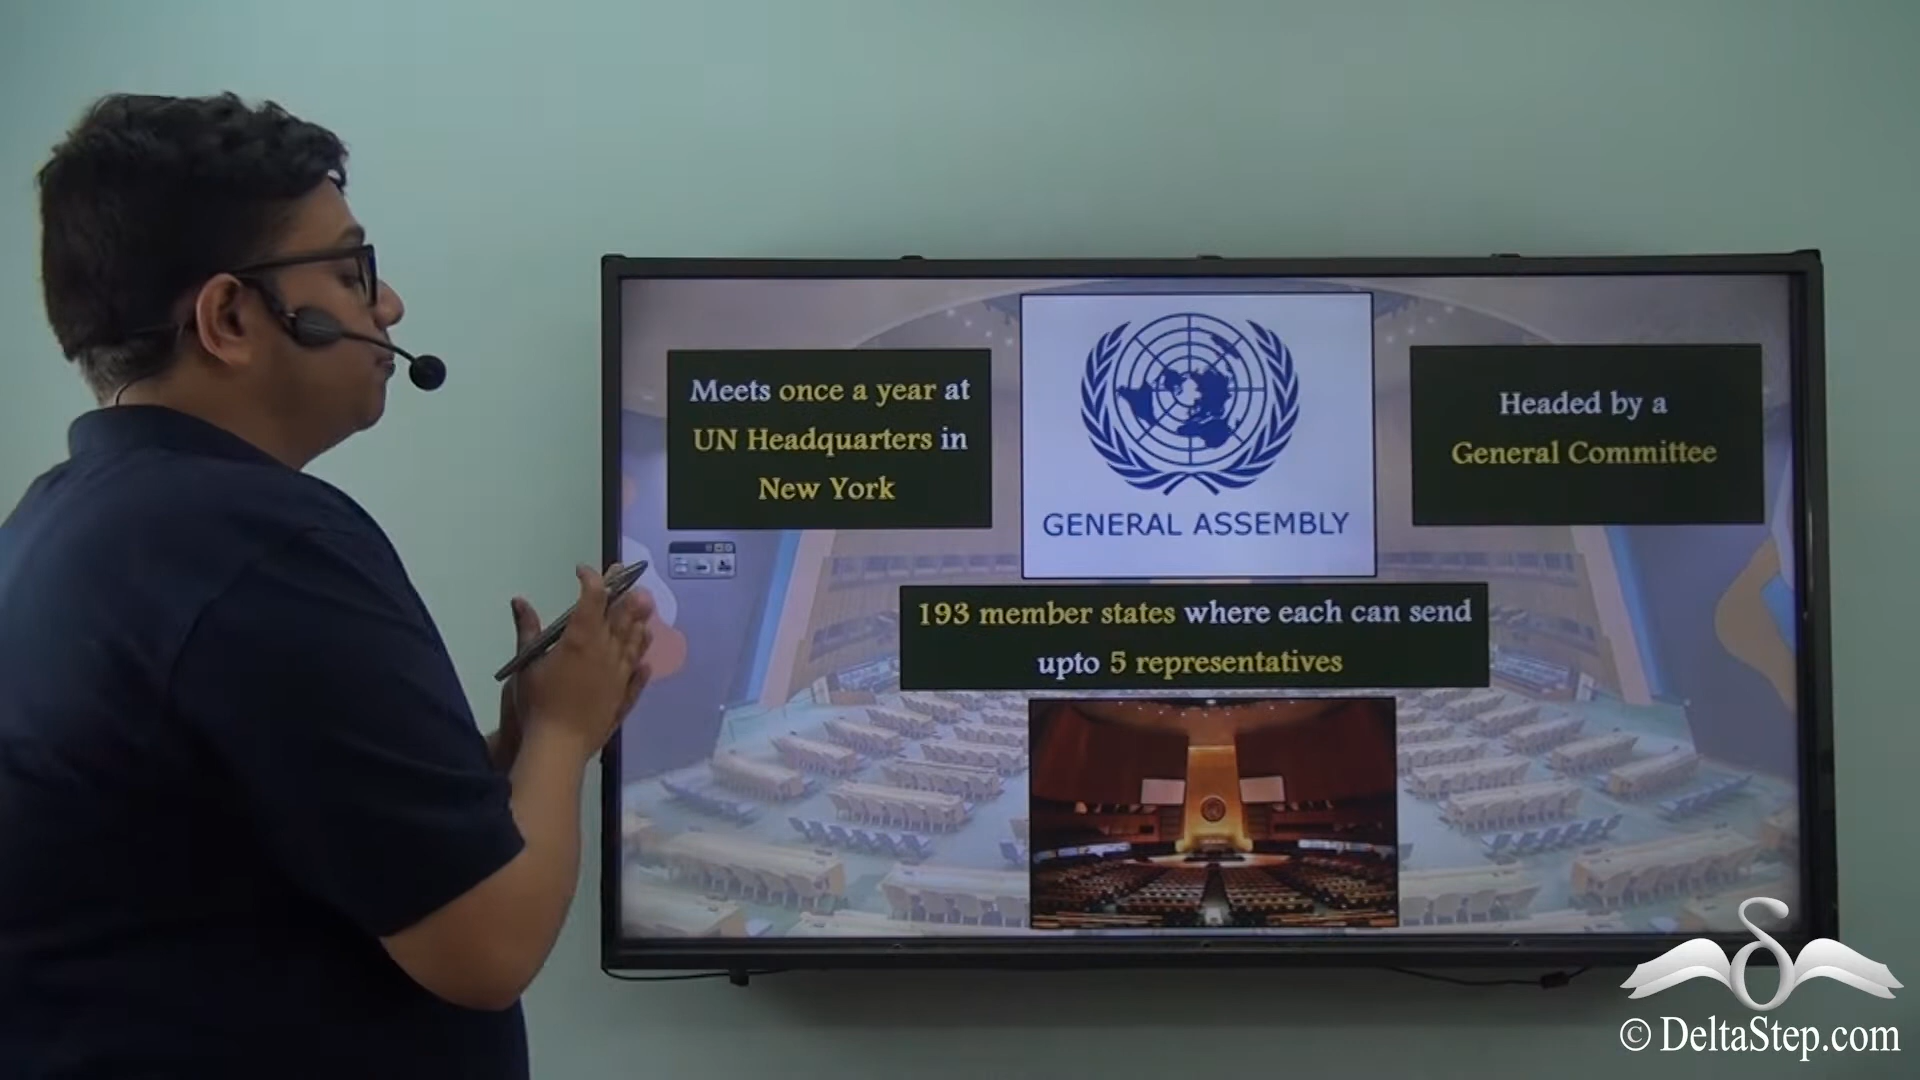 Meets once a year at
UN Headquarters in
New York
GENERAL ASSEMBLY
Headed by a
General Committee
193 member states where each can send
upto 5 representatives
© DeltaStep.com